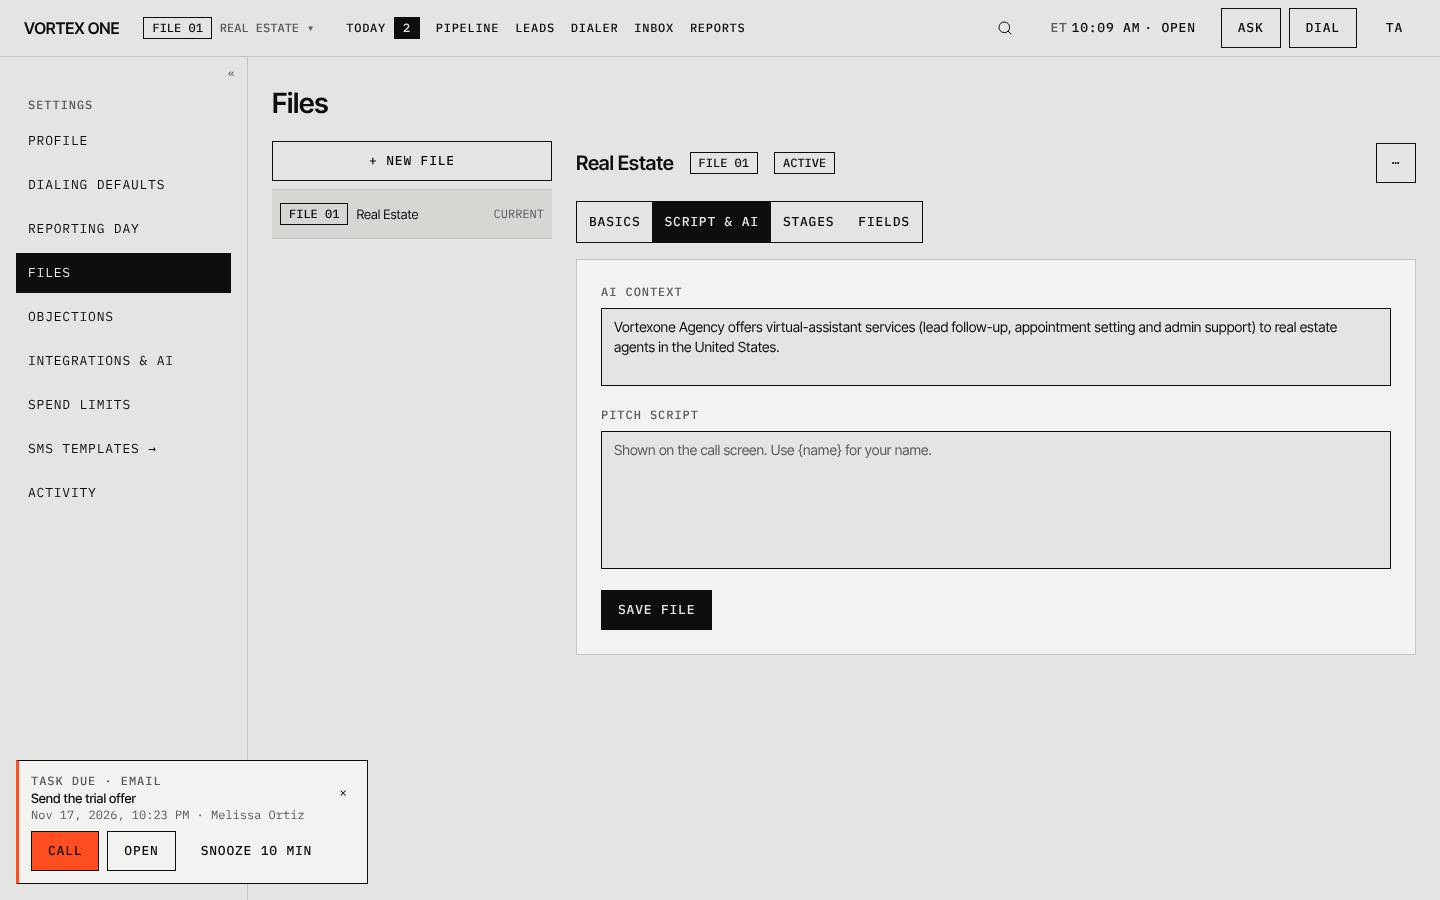 VORTEX ONE
FILE 01 REAL ESTATE ▾
TODAY 2 PIPELINE LEADS DIALER INBOX REPORTS
ET 10:09 AM · OPEN
ASK
DIAL
TA
«
SETTINGS
PROFILE
DIALING DEFAULTS
REPORTING DAY
FILES
OBJECTIONS
INTEGRATIONS & AI
SPEND LIMITS
SMS TEMPLATES →
ACTIVITY
Files
+ NEW FILE
FILE 01 Real Estate CURRENT
Real Estate FILE 01 ACTIVE
⋯
BASICS SCRIPT & AI STAGES FIELDS
AI CONTEXT
Vortexone Agency offers virtual-assistant services (lead follow-up, appointment setting and admin support) to real estate
agents in the United States.
PITCH SCRIPT
Shown on the call screen. Use {name} for your name.
SAVE FILE
TASK DUE · EMAIL
×
Send the trial offer
Nov 17, 2026, 10:23 PM · Melissa Ortiz
CALL OPEN SNOOZE 10 MIN